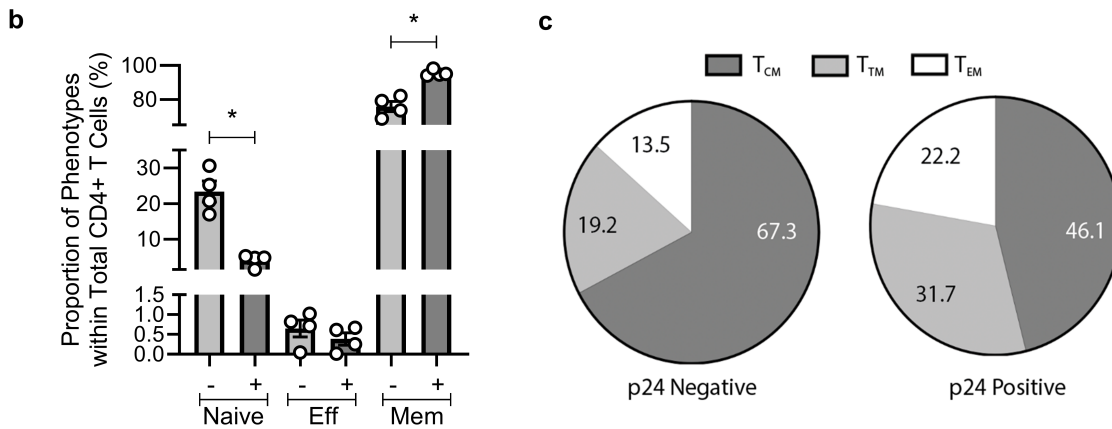 b
Proportion of Phenotypes
within Total CD4+ T Cells (%)
100
80
30
20
10
1.5
1.0
0.5
0.0
*
*
- + - + - +
Naive Eff Mem
c
TCM TTM TEM
13.5
19.2
67.3
p24 Negative
22.2
46.1
31.7
p24 Positive